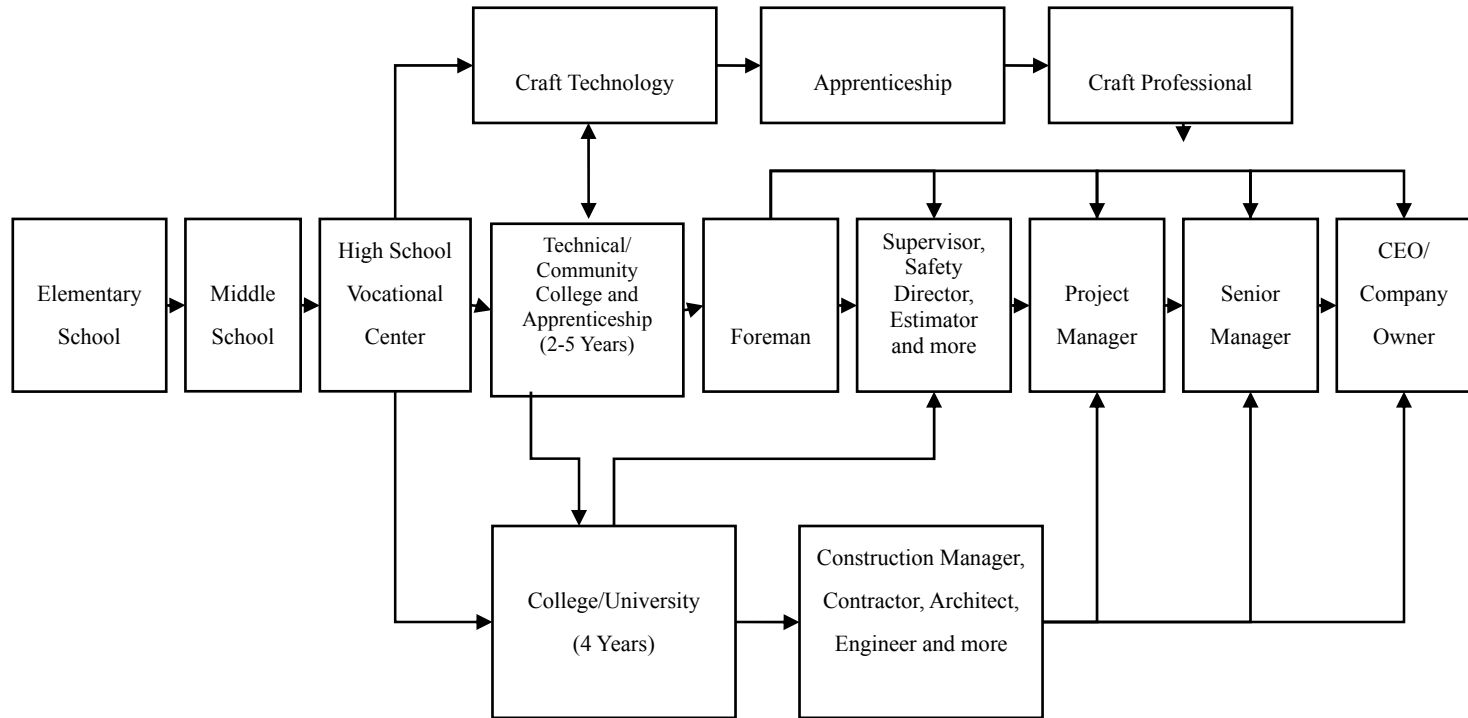 Craft Technology
Apprenticeship
Craft Professional
Elementary
School
Middle
School
High School
Vocational
Center
Technical/
Community
College and
Apprenticeship
(2-5 Years)
Foreman
Supervisor,
Safety
Director,
Estimator
and more
Project
Manager
Senior
Manager
CEO/
Company
Owner
College/University
(4 Years)
Construction Manager,
Contractor, Architect,
Engineer and more